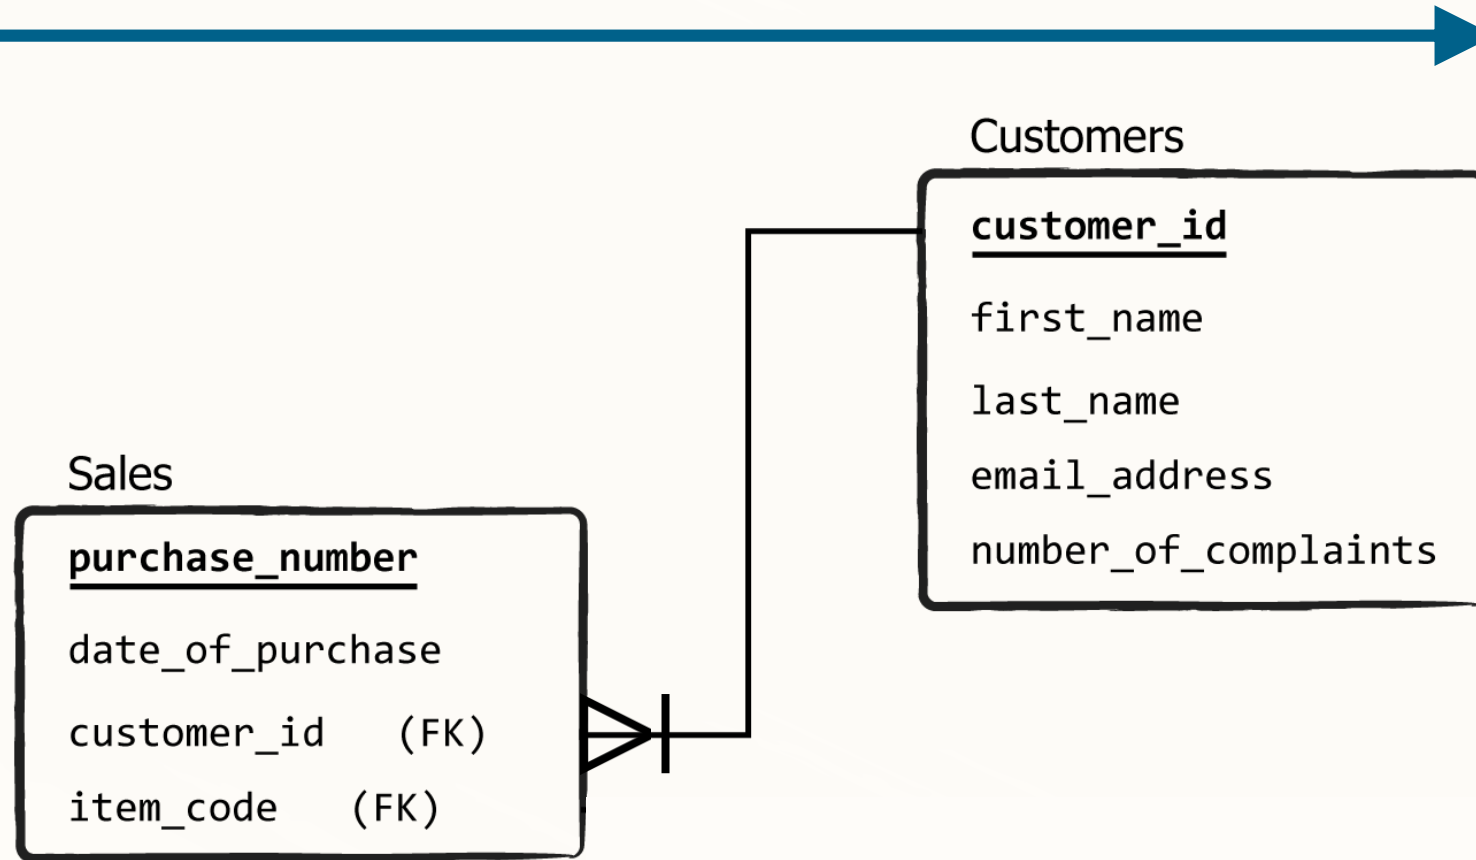 Customers
customer_id
first_name
last_name
email_address
number_of_complaints
Sales
purchase_number
date_of_purchase
customer_id (FK)
item_code (FK)